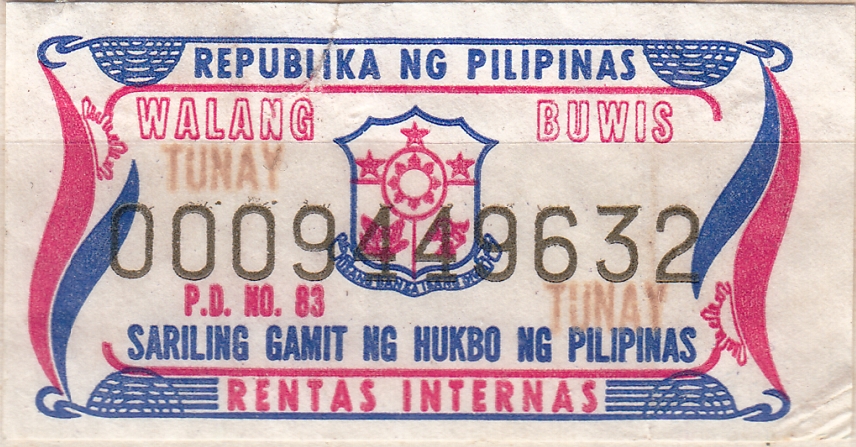 REPUBLIKA NG PILIPINAS
WALANG BUWIS
TUNAY
0009449632
P.D. NO. 83
TUNAY
SARILING GAMIT NG HUKBO NG PILIPINAS
RENTAS INTERNAS